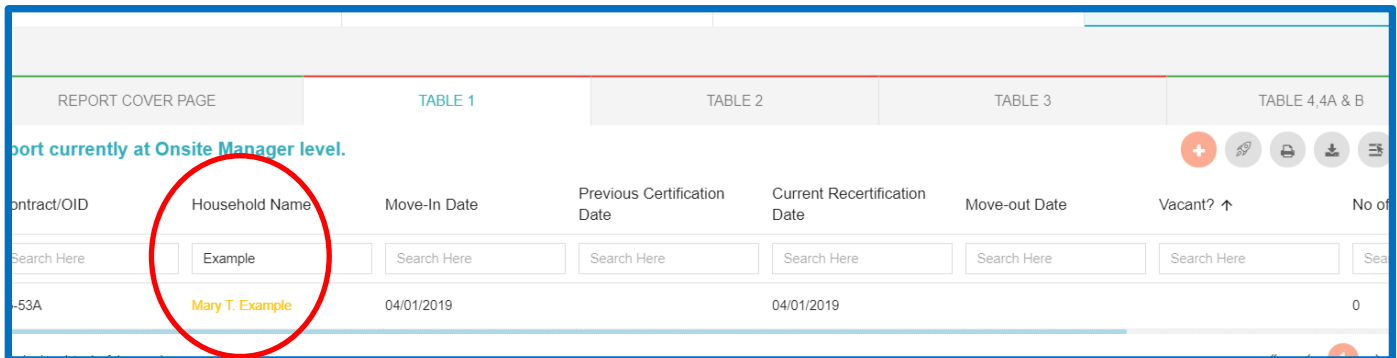 REPORT COVER PAGE TABLE 1 TABLE 2 TABLE 3 TABLE 4,4A & B
port currently at Onsite Manager level.
ontract/OID Household Name Move-In Date Previous Certification Date Current Recertification Date Move-out Date Vacant? ↑ No of
Search Here Example Search Here Search Here Search Here Search Here Search Here Sea
-53A Mary T. Example 04/01/2019 04/01/2019 0